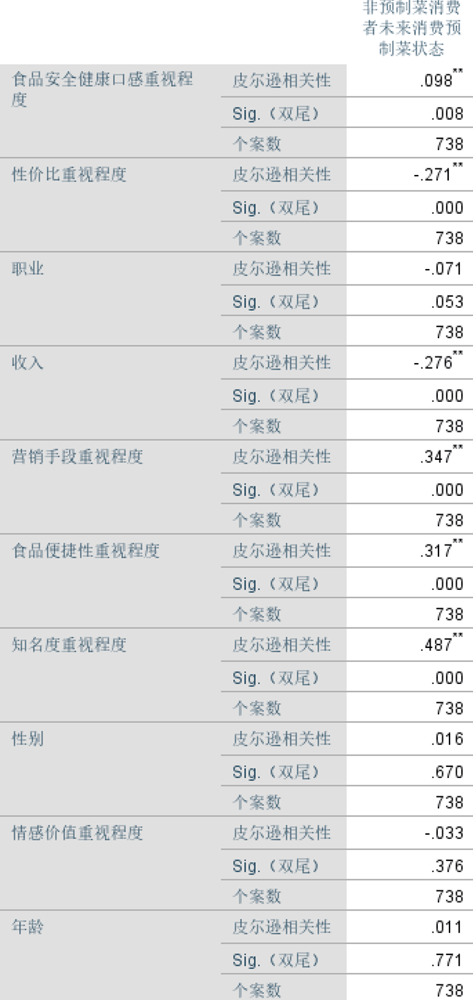 非预制菜消费
者未来消费预
制菜状态
食品安全健康口感重视程
度
皮尔逊相关性 .098**
Sig.（双尾） .008
个案数 738
性价比重视程度 皮尔逊相关性 -.271**
Sig.（双尾） .000
个案数 738
职业 皮尔逊相关性 -.071
Sig.（双尾） .053
个案数 738
收入 皮尔逊相关性 -.276**
Sig.（双尾） .000
个案数 738
营销手段重视程度 皮尔逊相关性 .347**
Sig.（双尾） .000
个案数 738
食品便捷性重视程度 皮尔逊相关性 .317**
Sig.（双尾） .000
个案数 738
知名度重视程度 皮尔逊相关性 .487**
Sig.（双尾） .000
个案数 738
性别 皮尔逊相关性 .016
Sig.（双尾） .670
个案数 738
情感价值重视程度 皮尔逊相关性 -.033
Sig.（双尾） .376
个案数 738
年龄 皮尔逊相关性 .011
Sig.（双尾） .771
个案数 738